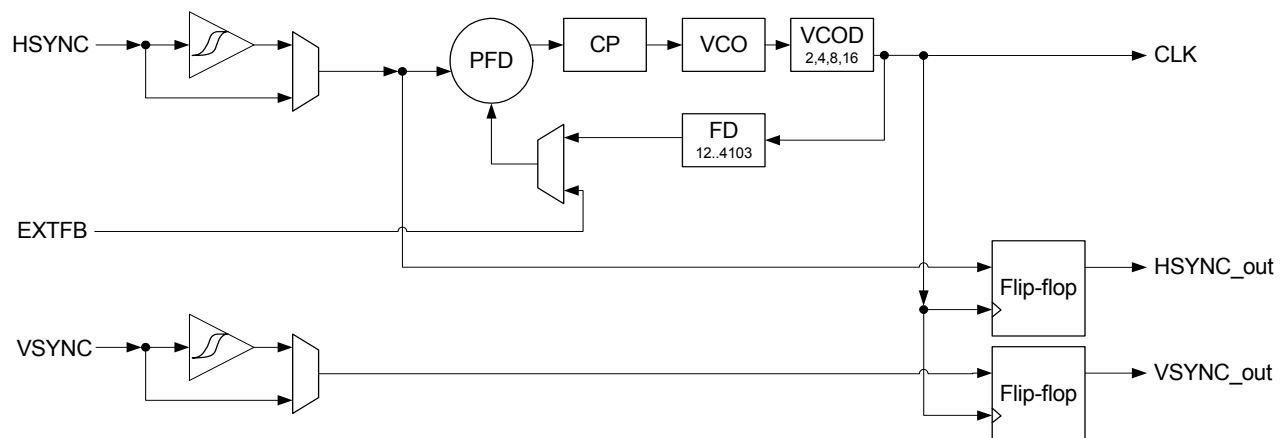 HSYNC
PFD
CP
VCO
VCOD
2,4,8,16
CLK
FD
12..4103
EXTFB
Flip-flop
HSYNC_out
VSYNC
Flip-flop
VSYNC_out